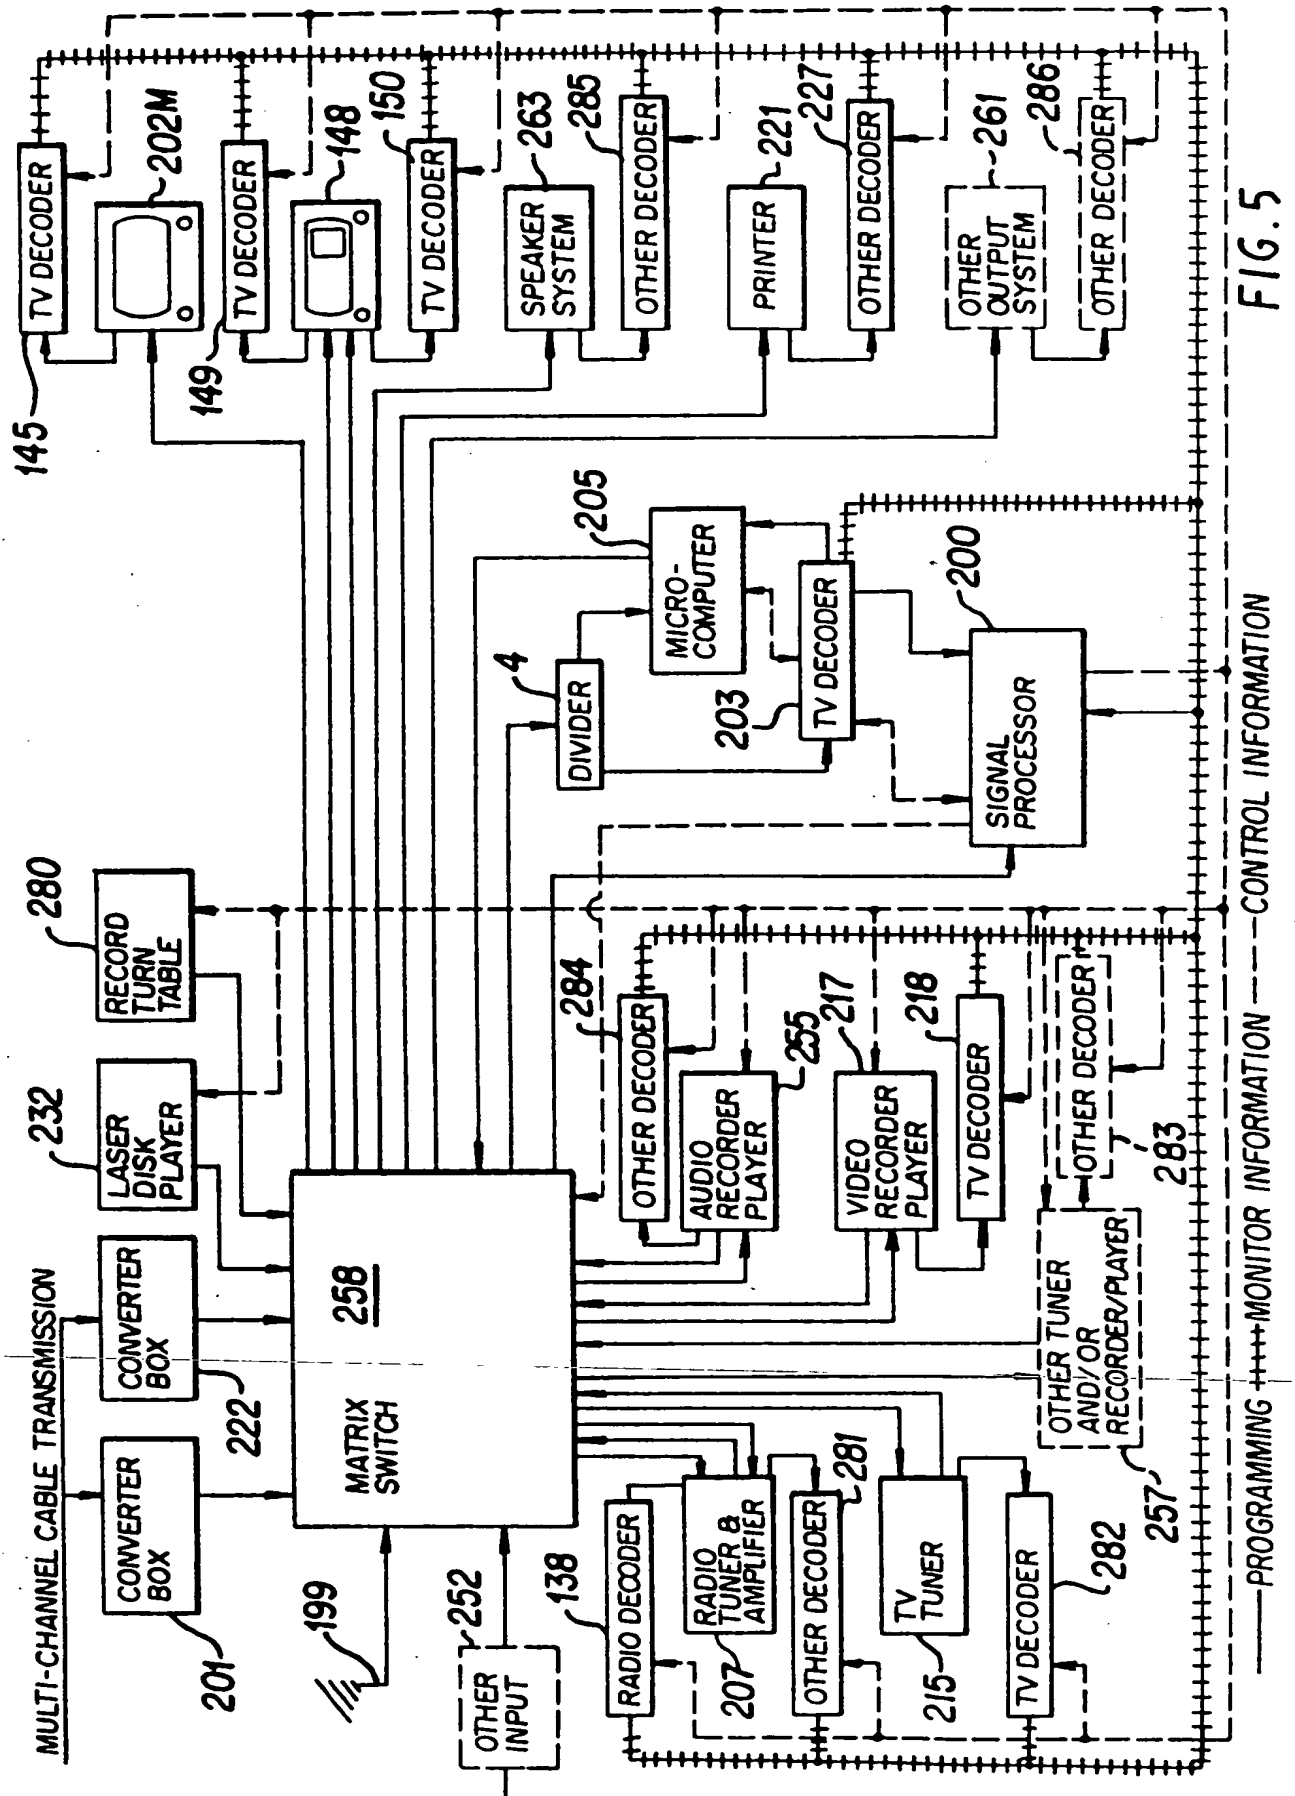 MULTI-CHANNEL CABLE TRANSMISSION
201
CONVERTER
BOX
222
CONVERTER
BOX
232
LASER
DISK
PLAYER
280
RECORD
TURN
TABLE
199
252
OTHER
INPUT
MATRIX
SWITCH
258
145
TV DECODER
202M
149
TV DECODER
148
150
TV DECODER
SPEAKER
SYSTEM
263
OTHER DECODER
285
PRINTER
221
OTHER DECODER
227
OTHER
OUTPUT
SYSTEM
261
OTHER DECODER
286
DIVIDER
4
MICRO-
COMPUTER
205
203
TV DECODER
SIGNAL
PROCESSOR
200
138
RADIO DECODER
207
RADIO
TUNER &
AMPLIFIER
OTHER DECODER
281
215
TV
TUNER
TV DECODER
282
284
OTHER DECODER
AUDIO
RECORDER
PLAYER
255
VIDEO
RECORDER
PLAYER
217
TV DECODER
218
OTHER DECODER
283
OTHER TUNER
AND/OR
RECORDER/PLAYER
257
PROGRAMMING MONITOR INFORMATION CONTROL INFORMATION
FIG. 5